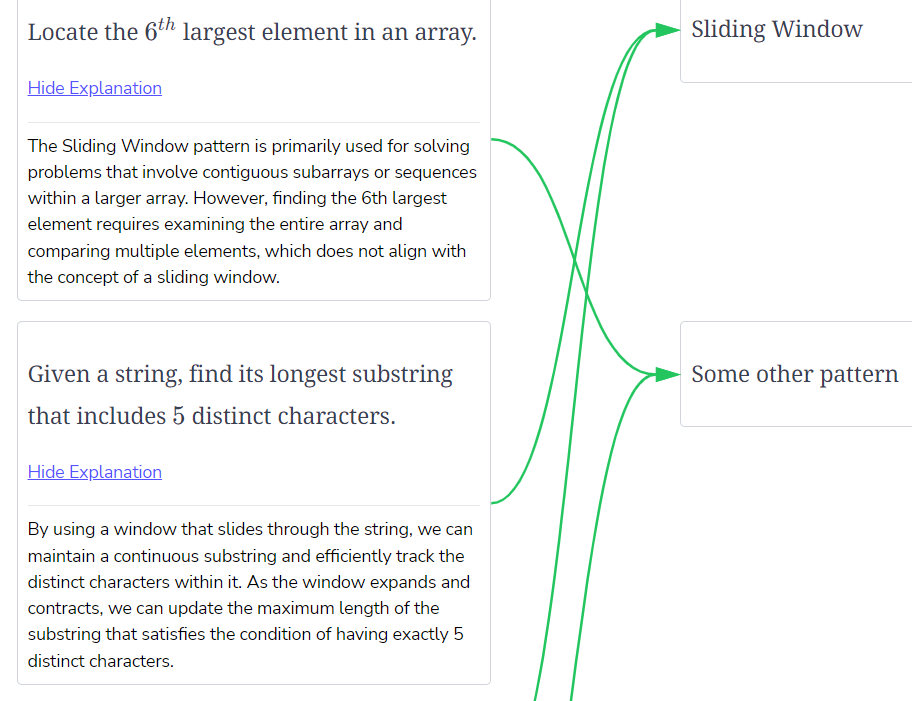 Locate the 6th largest element in an array.
Hide Explanation
The Sliding Window pattern is primarily used for solving
problems that involve contiguous subarrays or sequences
within a larger array. However, finding the 6th largest
element requires examining the entire array and
comparing multiple elements, which does not align with
the concept of a sliding window.
Given a string, find its longest substring
that includes 5 distinct characters.
Hide Explanation
By using a window that slides through the string, we can
maintain a continuous substring and efficiently track the
distinct characters within it. As the window expands and
contracts, we can update the maximum length of the
substring that satisfies the condition of having exactly 5
distinct characters.
Sliding Window
Some other pattern